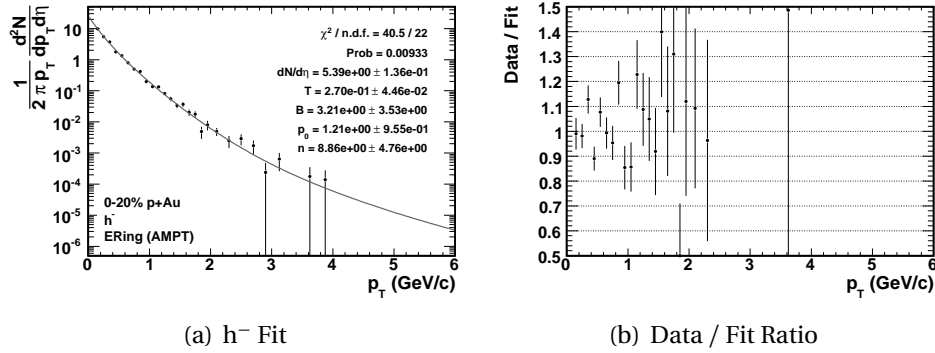 1 / 2 π p_T d²N / dp_T dη
10
1
10⁻¹
10⁻²
10⁻³
10⁻⁴
10⁻⁵
10⁻⁶
χ² / n.d.f. = 40.5 / 22
Prob = 0.00933
dN/dη = 5.39e+00 ± 1.36e-01
T = 2.70e-01 ± 4.46e-02
B = 3.21e+00 ± 3.53e+00
p₀ = 1.21e+00 ± 9.55e-01
n = 8.86e+00 ± 4.76e+00
0-20% p+Au
h⁻
ERing (AMPT)
0 1 2 3 4 5 6
p_T (GeV/c)
(a) h⁻ Fit
Data / Fit
1.5
1.4
1.3
1.2
1.1
1
0.9
0.8
0.7
0.6
0.5
0 1 2 3 4 5 6
p_T (GeV/c)
(b) Data / Fit Ratio